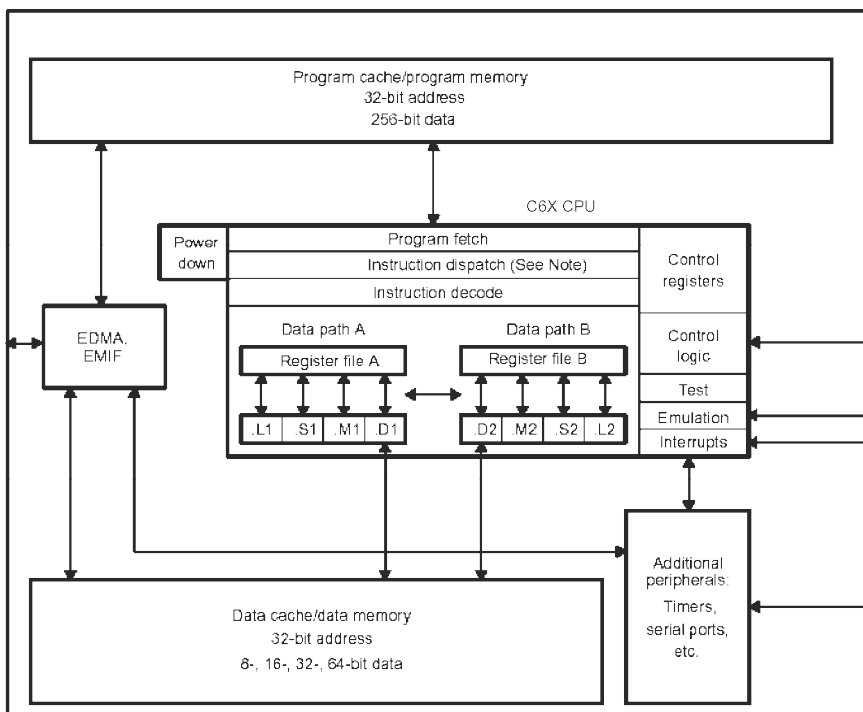 Program cache/program memory
32-bit address
256-bit data
C6X CPU
Power
down
Program fetch
Instruction dispatch (See Note)
Instruction decode
Control
registers
EDMA,
EMIF
Data path A
Data path B
Register file A
Register file B
Control
logic
Test
.L1 .S1 .M1 .D1
.D2 .M2 .S2 .L2
Emulation
Interrupts
Data cache/data memory
32-bit address
8-, 16-, 32-, 64-bit data
Additional
peripherals:
Timers,
serial ports,
etc.